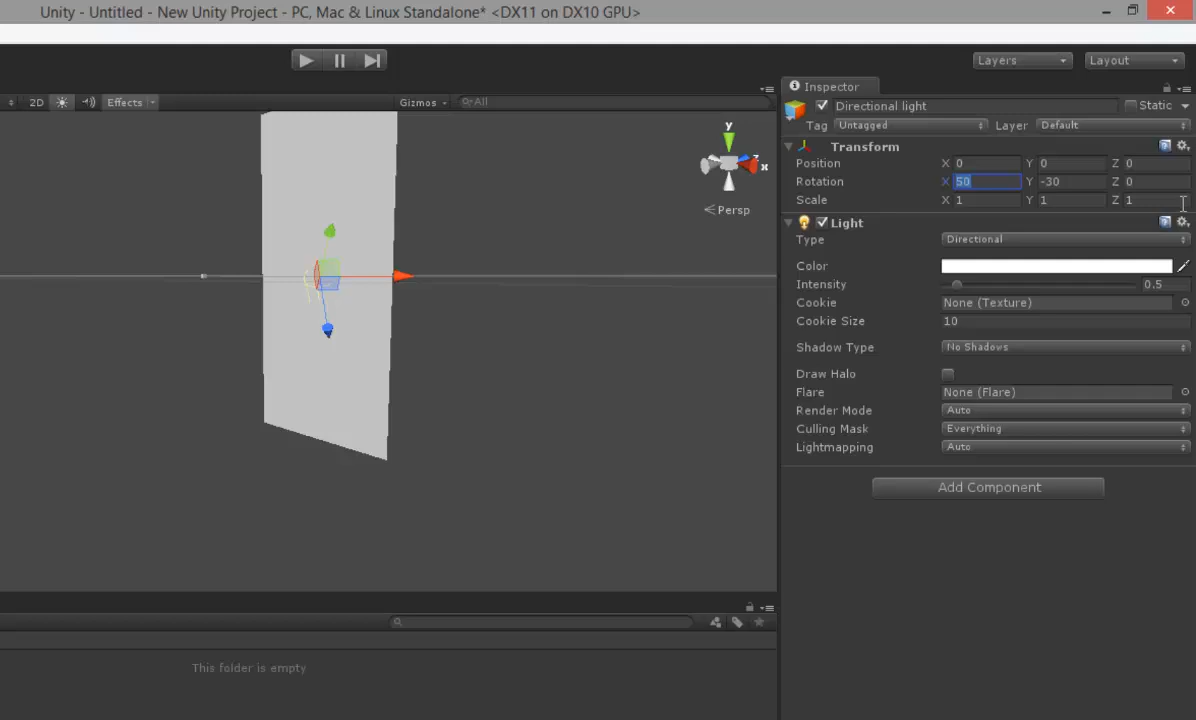 Unity - Untitled - New Unity Project - PC, Mac & Linux Standalone* <DX11 on DX10 GPU>
Layers Layout
Inspector
2D Effects Gizmos All
Directional light Static
Tag Untagged Layer Default
y
x
z
Persp
Transform
Position X 0 Y 0 Z 0
Rotation X 50 Y -30 Z 0
Scale X 1 Y 1 Z 1
Light
Type Directional
Color
Intensity 0.5
Cookie None (Texture)
Cookie Size 10
Shadow Type No Shadows
Draw Halo
Flare None (Flare)
Render Mode Auto
Culling Mask Everything
Lightmapping Auto
Add Component
This folder is empty